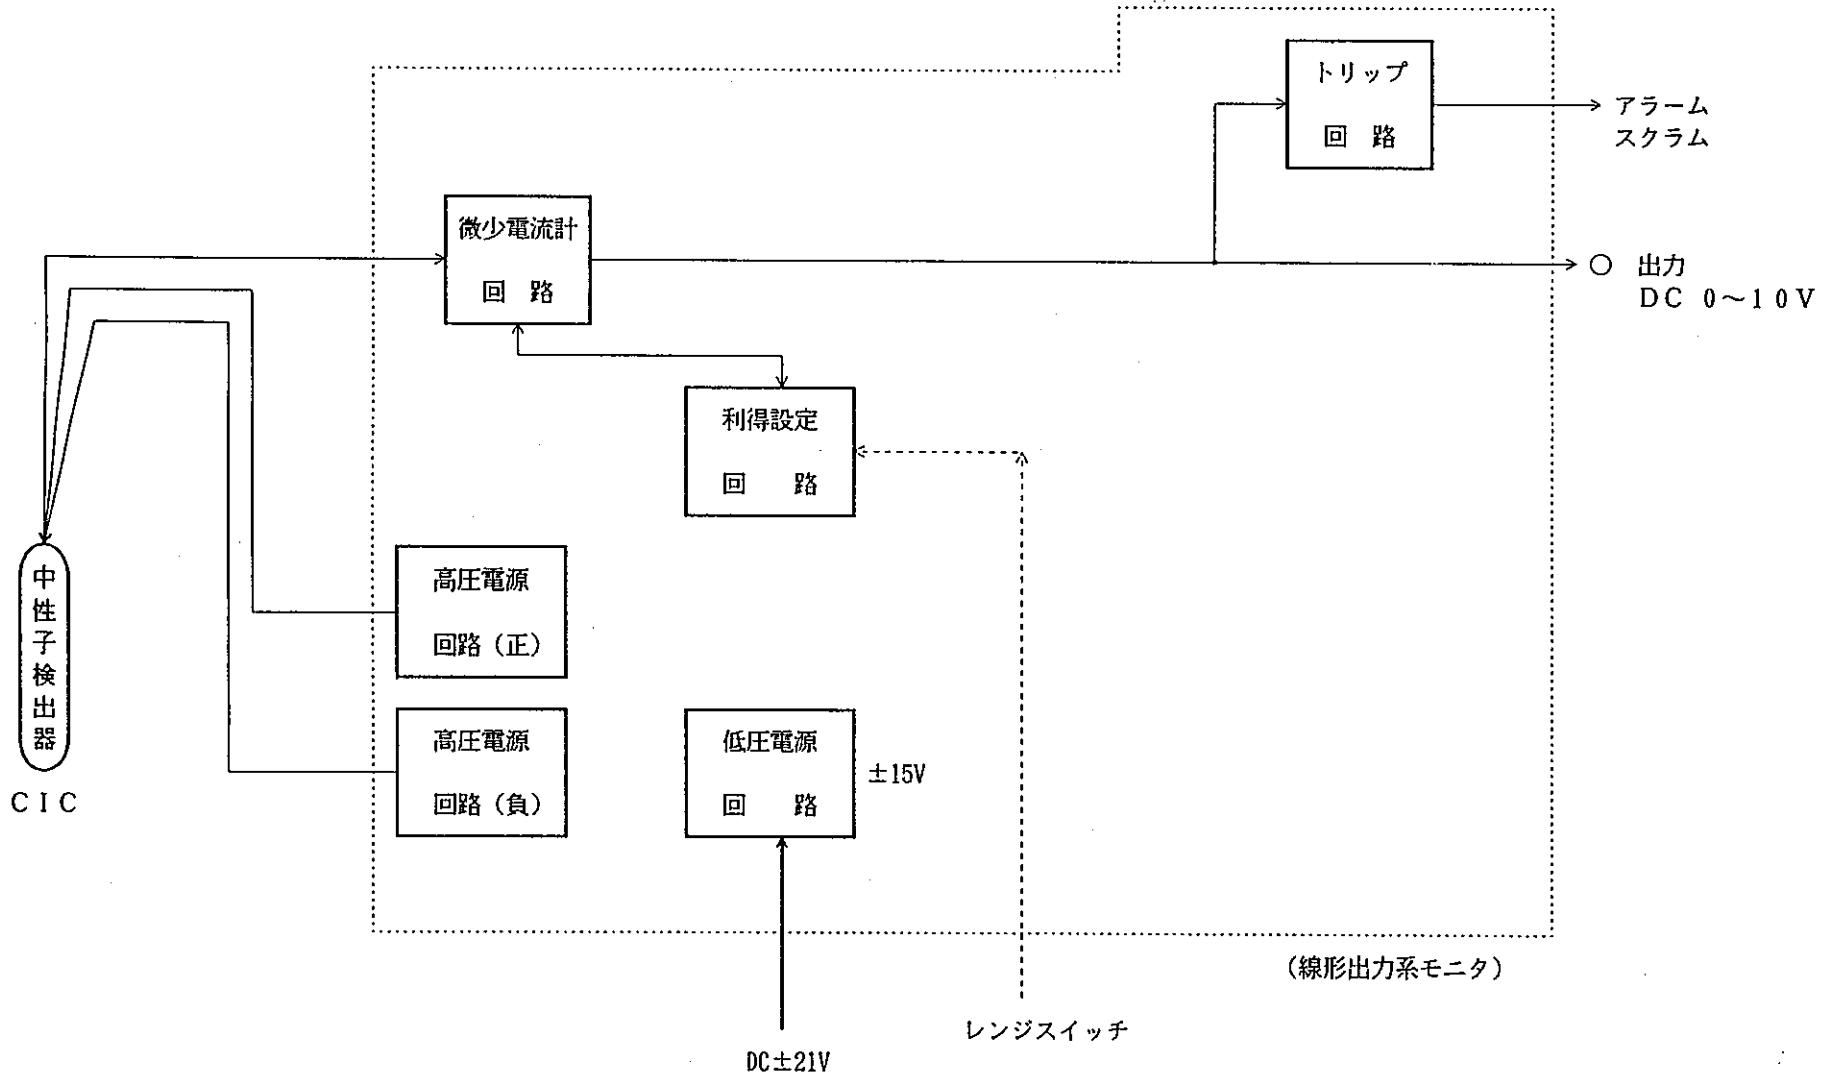 トリップ
回 路
アラーム
スクラム
微少電流計
回 路
出力
DC 0～10V
利得設定
回 路
中性子検出器
CIC
高圧電源
回路（正）
高圧電源
回路（負）
低圧電源
回 路
±15V
（線形出力系モニタ）
レンジスイッチ
DC±21V